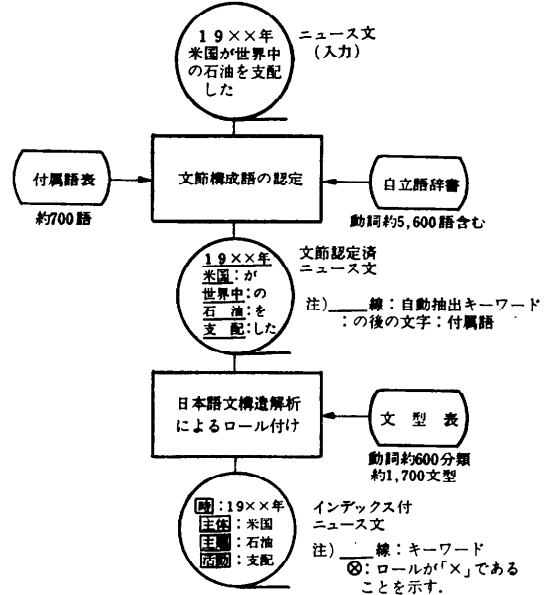 19××年
米国が世界中
の石油を支配
した
ニュース文
(入力)
付属語表
約700語
文節構成語の認定
自立語辞書
動詞約5,600語含む
19××年
米国:が
世界中:の
石油:を
支配:した
文節認定済
ニュース文
注)____線:自動抽出キーワード
:の後の文字:付属語
日本語文構造解析
によるロール付け
文型表
動詞約600分類
約1,700文型
時:19××年
主体:米国
主題:石油
活動:支配
インデックス付
ニュース文
注)____線:キーワード
⊗:ロールが「×」である
ことを示す.